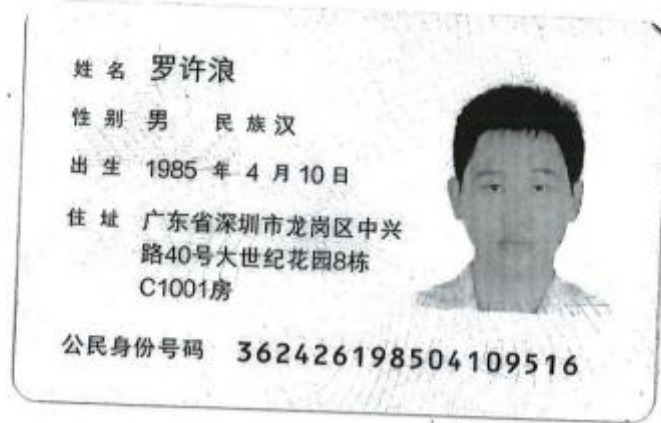 姓名 罗许浪
性别 男 民族 汉
出生 1985 年 4 月 10 日
住址 广东省深圳市龙岗区中兴
路40号大世纪花园8栋
C1001房
公民身份号码 362426198504109516